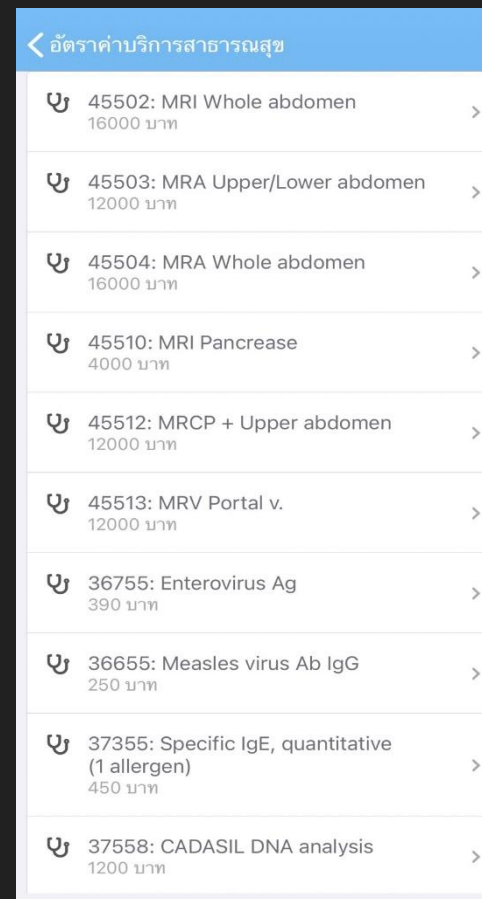 อัตราค่าบริการสาธารณสุข
45502: MRI Whole abdomen
16000 บาท
45503: MRA Upper/Lower abdomen
12000 บาท
45504: MRA Whole abdomen
16000 บาท
45510: MRI Pancrease
4000 บาท
45512: MRCP + Upper abdomen
12000 บาท
45513: MRV Portal v.
12000 บาท
36755: Enterovirus Ag
390 บาท
36655: Measles virus Ab IgG
250 บาท
37355: Specific IgE, quantitative
(1 allergen)
450 บาท
37558: CADASIL DNA analysis
1200 บาท